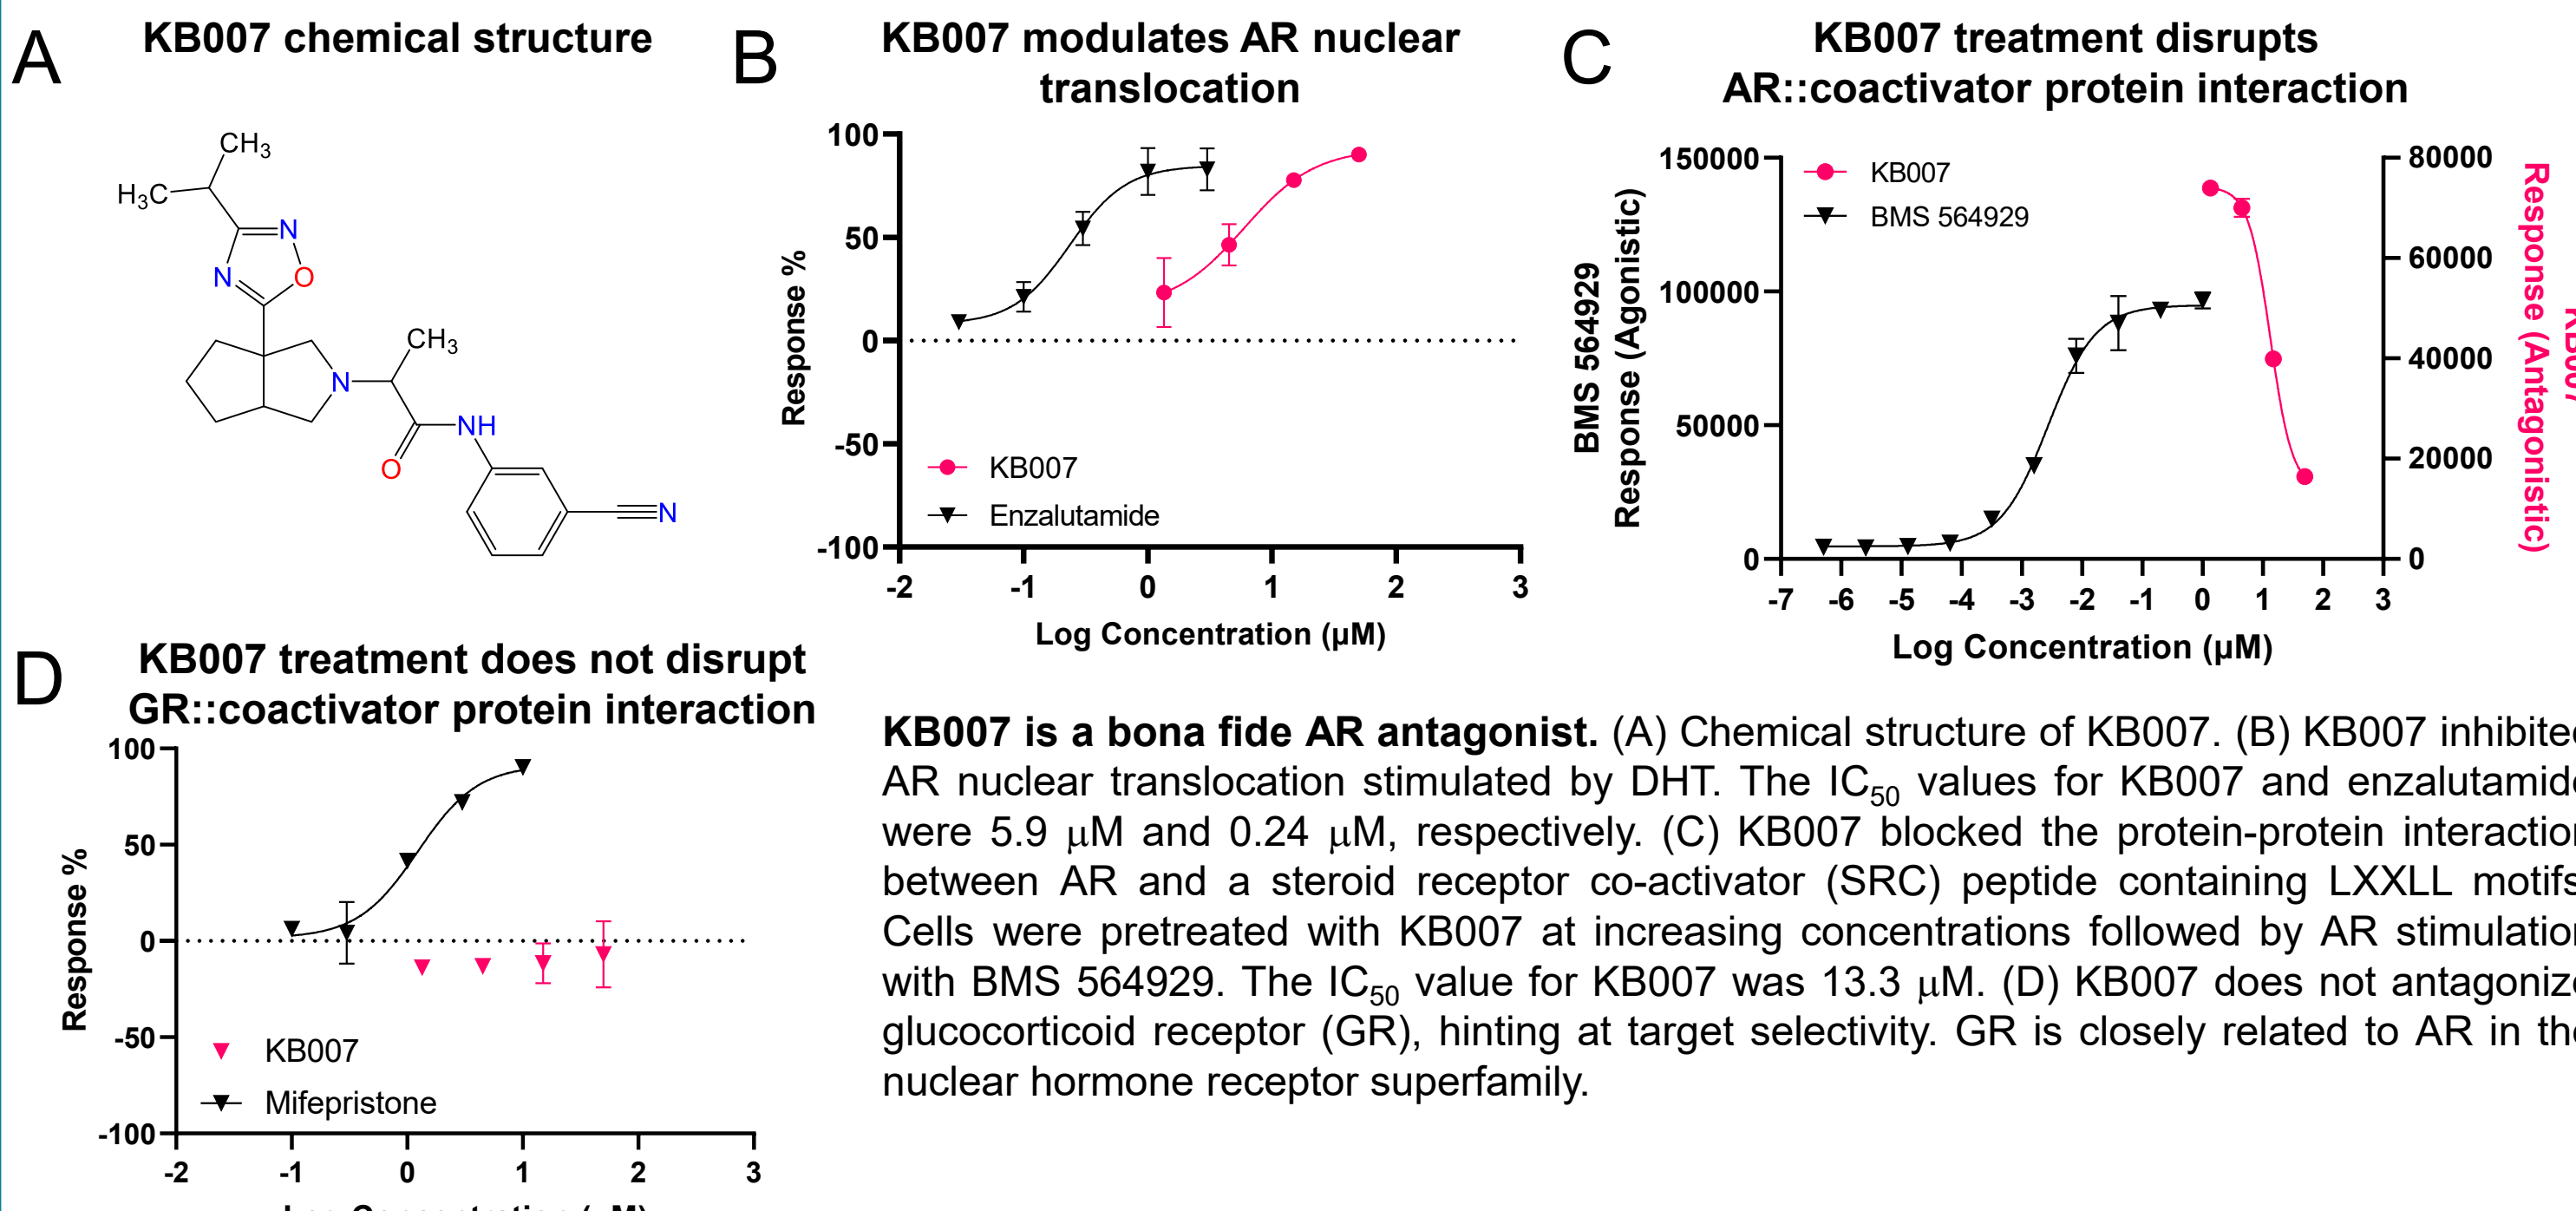 A
KB007 chemical structure
CH3
H3C
N
N
O
CH3
N
NH
O
N
B
KB007 modulates AR nuclear
translocation
100
50
0
-50
-100
Response %
KB007
Enzalutamide
-2 -1 0 1 2 3
Log Concentration (µM)
C
KB007 treatment disrupts
AR::coactivator protein interaction
150000
100000
50000
0
BMS 564929
Response (Agonistic)
KB007
BMS 564929
80000
60000
40000
20000
0
KB007
Response (Antagonistic)
-7 -6 -5 -4 -3 -2 -1 0 1 2 3
Log Concentration (µM)
D
KB007 treatment does not disrupt
GR::coactivator protein interaction
100
50
0
-50
-100
Response %
KB007
Mifepristone
-2 -1 0 1 2 3
KB007 is a bona fide AR antagonist. (A) Chemical structure of KB007. (B) KB007 inhibited
AR nuclear translocation stimulated by DHT. The IC50 values for KB007 and enzalutamide
were 5.9 µM and 0.24 µM, respectively. (C) KB007 blocked the protein-protein interaction
between AR and a steroid receptor co-activator (SRC) peptide containing LXXLL motifs
Cells were pretreated with KB007 at increasing concentrations followed by AR stimulation
with BMS 564929. The IC50 value for KB007 was 13.3 µM. (D) KB007 does not antagonize
glucocorticoid receptor (GR), hinting at target selectivity. GR is closely related to AR in the
nuclear hormone receptor superfamily.